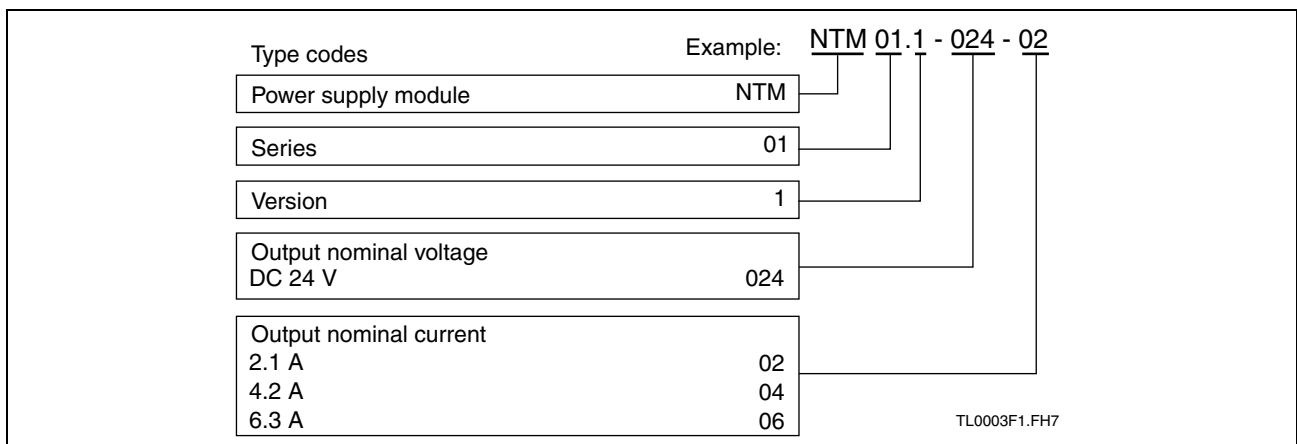 Type codes Example: NTM 01.1 - 024 - 02
Power supply module NTM
Series 01
Version 1
Output nominal voltage
DC 24 V 024
Output nominal current
2.1 A 02
4.2 A 04
6.3 A 06
TL0003F1.FH7